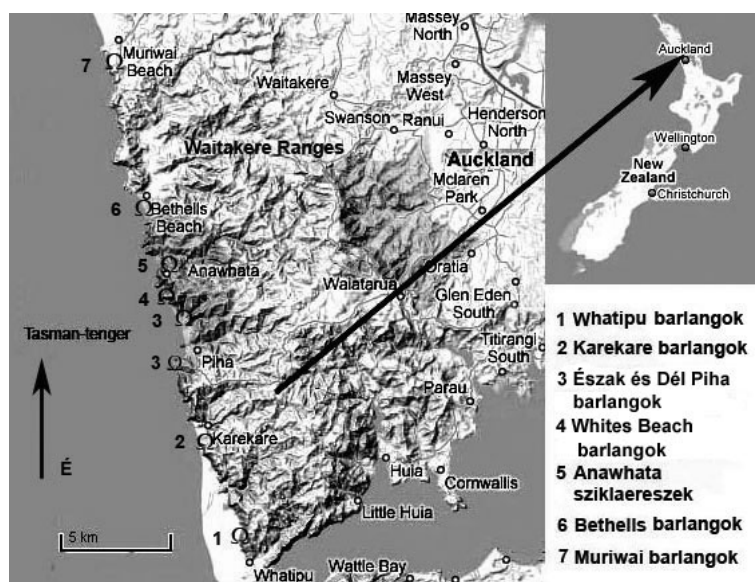 Massey
North
Muriwai
Beach
7 Ω
Waitakere
Massey
West
Swanson
Ranui
Henderson
North
Waitakere Ranges
Auckland
Mclaren
Park
6 Ω
Bethells
Beach
5 Ω
Anawhata
Oratia
4 Ω
Waiatarua
Glen Eden
South
3 Ω
Tasman-tenger
Titirangi
South
3 Ω
Piha
Parau
2 Ω
Karekare
É
Huia
Cornwallis
Little Huia
5 km
1 Ω
Whatipu
Wattle Bay
Auckland
Wellington
New
Zealand
Christchurch
1 Whatipu barlangok
2 Karekare barlangok
3 Észak és Dél Piha
barlangok
4 Whites Beach
barlangok
5 Anawhata
sziklaereszek
6 Bethells barlangok
7 Muriwai barlangok